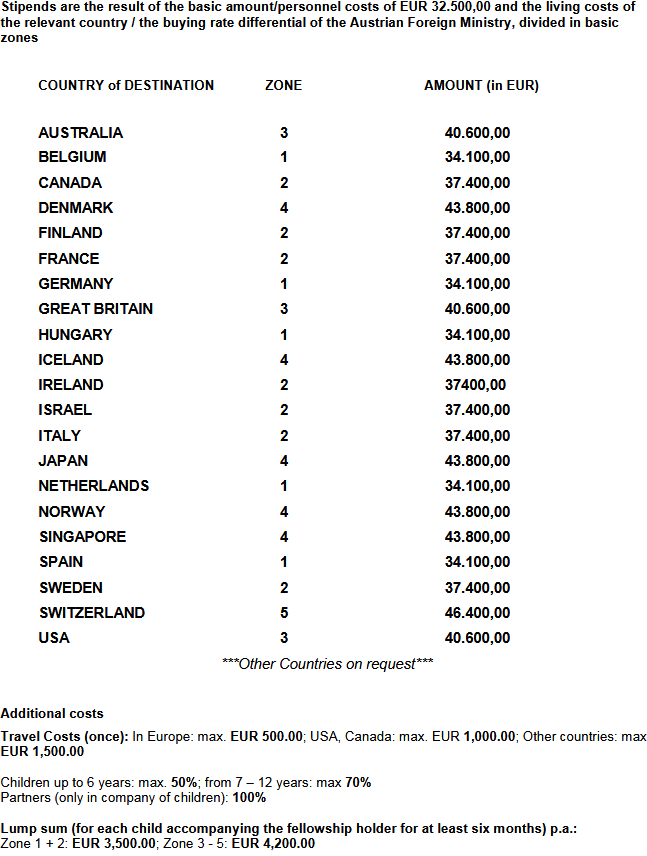 Stipends are the result of the basic amount/personnel costs of EUR 32.500,00 and the living costs of
the relevant country / the buying rate differential of the Austrian Foreign Ministry, divided in basic
zones
COUNTRY of DESTINATION ZONE AMOUNT (in EUR)
AUSTRALIA 3 40.600,00
BELGIUM 1 34.100,00
CANADA 2 37.400,00
DENMARK 4 43.800,00
FINLAND 2 37.400,00
FRANCE 2 37.400,00
GERMANY 1 34.100,00
GREAT BRITAIN 3 40.600,00
HUNGARY 1 34.100,00
ICELAND 4 43.800,00
IRELAND 2 37400,00
ISRAEL 2 37.400,00
ITALY 2 37.400,00
JAPAN 4 43.800,00
NETHERLANDS 1 34.100,00
NORWAY 4 43.800,00
SINGAPORE 4 43.800,00
SPAIN 1 34.100,00
SWEDEN 2 37.400,00
SWITZERLAND 5 46.400,00
USA 3 40.600,00
***Other Countries on request***
Additional costs
Travel Costs (once): In Europe: max. EUR 500.00; USA, Canada: max. EUR 1,000.00; Other countries: max
EUR 1,500.00
Children up to 6 years: max. 50%; from 7 – 12 years: max 70%
Partners (only in company of children): 100%
Lump sum (for each child accompanying the fellowship holder for at least six months) p.a.:
Zone 1 + 2: EUR 3,500.00; Zone 3 - 5: EUR 4,200.00